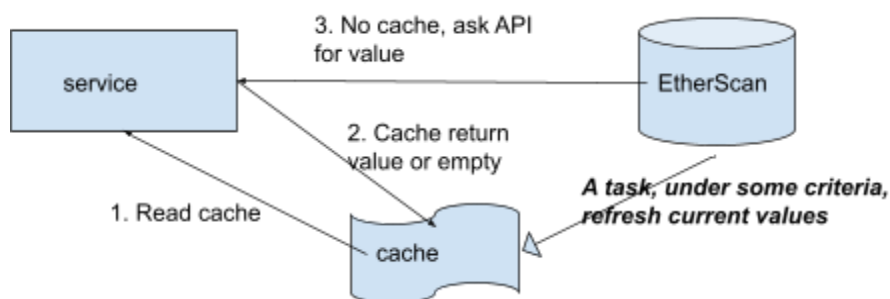 3. No cache, ask API
for value
service
EtherScan
2. Cache return
value or empty
A task, under some criteria,
refresh current values
1. Read cache
cache